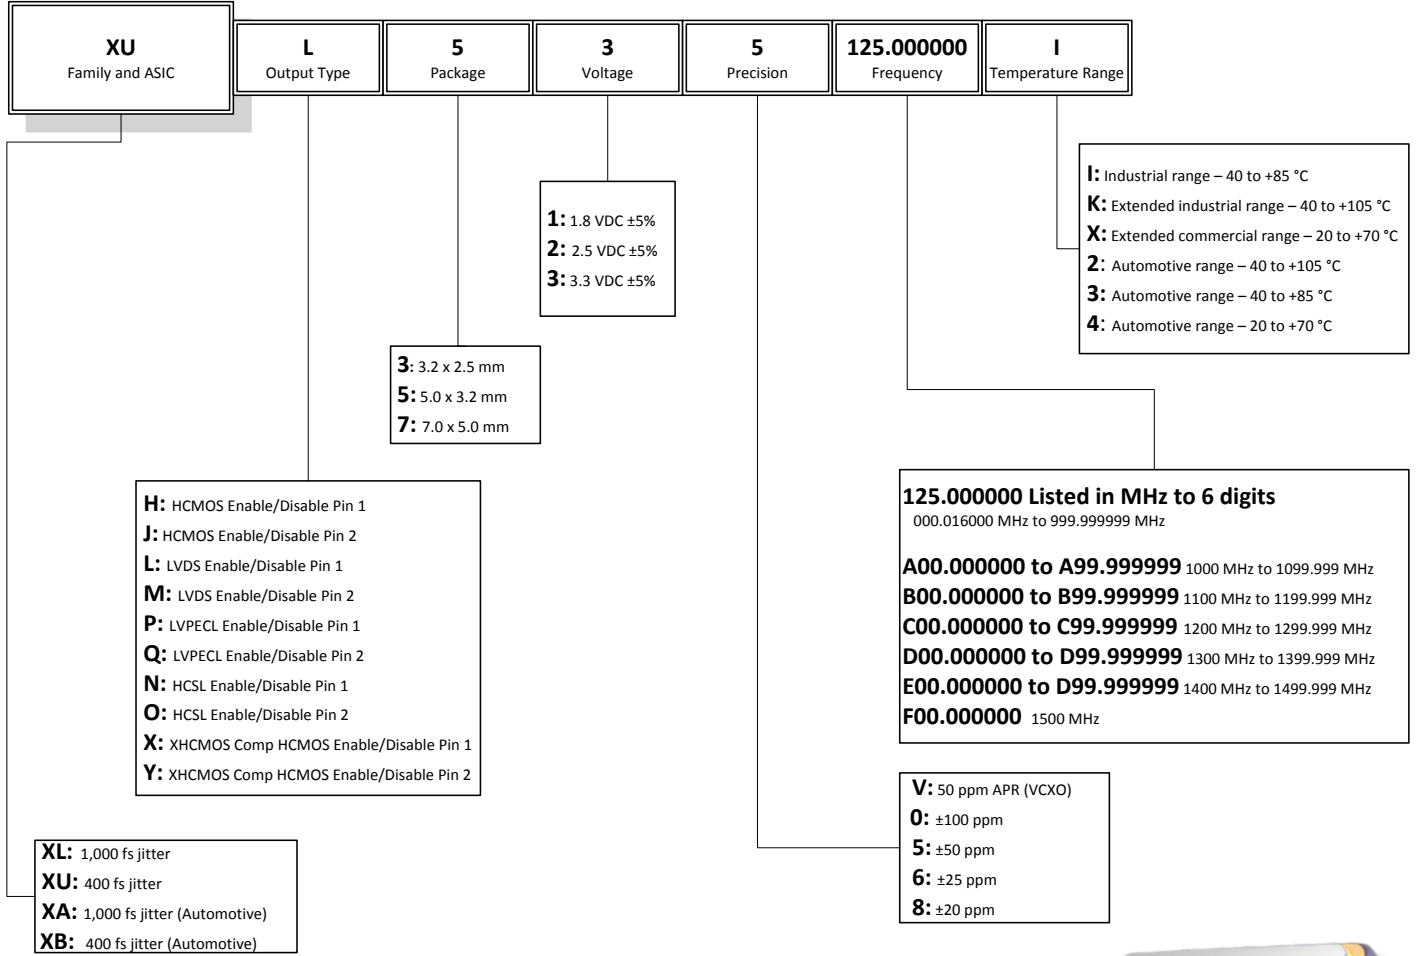 XU
Family and ASIC
L
Output Type
5
Package
3
Voltage
5
Precision
125.000000
Frequency
I
Temperature Range
I: Industrial range – 40 to +85 °C
K: Extended industrial range – 40 to +105 °C
X: Extended commercial range – 20 to +70 °C
2: Automotive range – 40 to +105 °C
3: Automotive range – 40 to +85 °C
4: Automotive range – 20 to +70 °C
1: 1.8 VDC ±5%
2: 2.5 VDC ±5%
3: 3.3 VDC ±5%
3: 3.2 x 2.5 mm
5: 5.0 x 3.2 mm
7: 7.0 x 5.0 mm
H: HCMOS Enable/Disable Pin 1
J: HCMOS Enable/Disable Pin 2
L: LVDS Enable/Disable Pin 1
M: LVDS Enable/Disable Pin 2
P: LVPECL Enable/Disable Pin 1
Q: LVPECL Enable/Disable Pin 2
N: HCSL Enable/Disable Pin 1
O: HCSL Enable/Disable Pin 2
X: XHCMOS Comp HCMOS Enable/Disable Pin 1
Y: XHCMOS Comp HCMOS Enable/Disable Pin 2
125.000000 Listed in MHz to 6 digits
000.016000 MHz to 999.999999 MHz
A00.000000 to A99.999999 1000 MHz to 1099.999 MHz
B00.000000 to B99.999999 1100 MHz to 1199.999 MHz
C00.000000 to C99.999999 1200 MHz to 1299.999 MHz
D00.000000 to D99.999999 1300 MHz to 1399.999 MHz
E00.000000 to D99.999999 1400 MHz to 1499.999 MHz
F00.000000 1500 MHz
V: 50 ppm APR (VCXO)
0: ±100 ppm
5: ±50 ppm
6: ±25 ppm
8: ±20 ppm
XL: 1,000 fs jitter
XU: 400 fs jitter
XA: 1,000 fs jitter (Automotive)
XB: 400 fs jitter (Automotive)